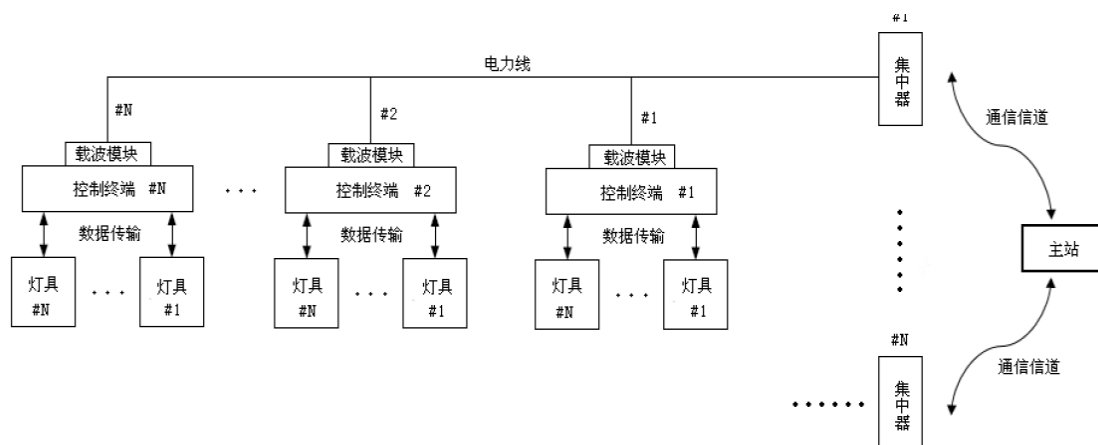 #1
集中器
电力线
通信信道
#N
#2
#1
载波模块
载波模块
载波模块
控制终端 #N
控制终端 #2
控制终端 #1
数据传输
数据传输
数据传输
主站
灯具
#N
灯具
#1
灯具
#N
灯具
#1
灯具
#N
灯具
#1
#N
集中器
通信信道